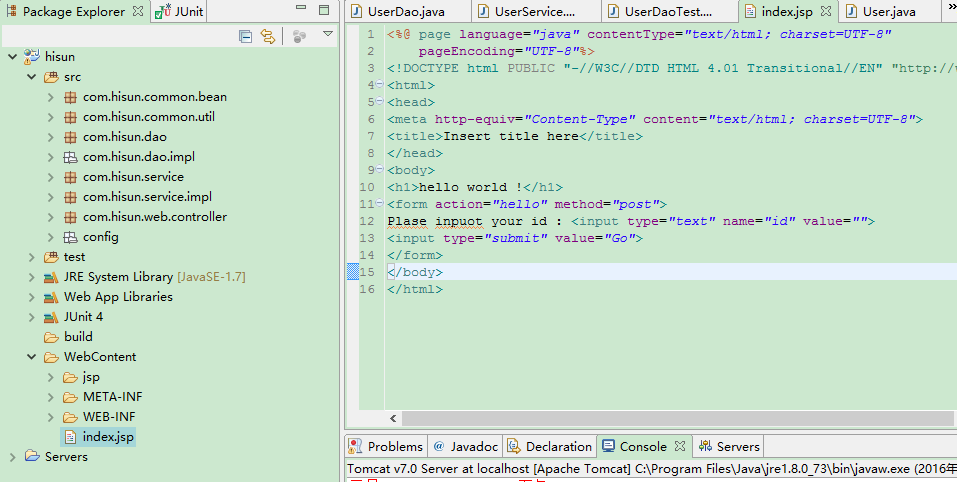 Package Explorer
JUnit
hisun
src
com.hisun.common.bean
com.hisun.common.util
com.hisun.dao
com.hisun.dao.impl
com.hisun.service
com.hisun.service.impl
com.hisun.web.controller
config
test
JRE System Library [JavaSE-1.7]
Web App Libraries
JUnit 4
build
WebContent
jsp
META-INF
WEB-INF
index.jsp
Servers
UserDao.java
UserService....
UserDaoTest....
index.jsp
User.java
»
1 <%@ page language="java" contentType="text/html; charset=UTF-8"
2 pageEncoding="UTF-8"%>
3 <!DOCTYPE html PUBLIC "-//W3C//DTD HTML 4.01 Transitional//EN" "http://w
4 <html>
5 <head>
6 <meta http-equiv="Content-Type" content="text/html; charset=UTF-8">
7 <title>Insert title here</title>
8 </head>
9 <body>
10 <h1>hello world !</h1>
11 <form action="hello" method="post">
12 Plase inpuot your id : <input type="text" name="id" value="">
13 <input type="submit" value="Go">
14 </form>
15 </body>
16 </html>
Problems
@ Javadoc
Declaration
Console
Servers
Tomcat v7.0 Server at localhost [Apache Tomcat] C:\Program Files\Java\jre1.8.0_73\bin\javaw.exe (2016年